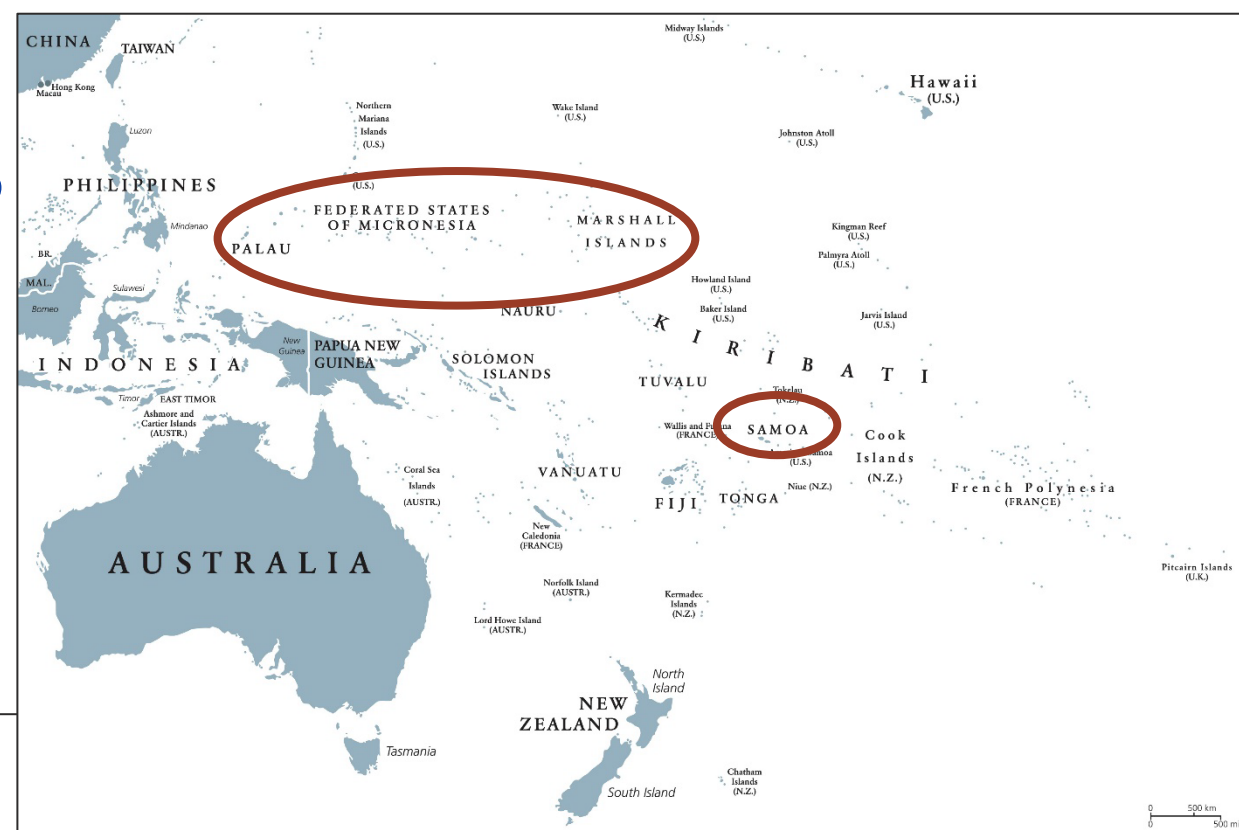 CHINA
TAIWAN
Hong Kong
Macau
Luzon
PHILIPPINES
Mindanao
BR.
MAL.
Borneo
Sulawesi
INDONESIA
Timor
EAST TIMOR
Ashmore and
Cartier Islands
(AUSTR.)
Northern
Mariana
Islands
(U.S.)
(U.S.)
FEDERATED STATES
OF MICRONESIA
PALAU
MARSHALL
ISLANDS
Midway Islands
(U.S.)
Hawaii
(U.S.)
Wake Island
(U.S.)
Johnston Atoll
(U.S.)
Kingman Reef
(U.S.)
Palmyra Atoll
(U.S.)
Howland Island
(U.S.)
Baker Island
(U.S.)
Jarvis Island
(U.S.)
NAURU
KIRIBATI
New
Guinea
PAPUA NEW
GUINEA
SOLOMON
ISLANDS
TUVALU
Tokelau
(N.Z.)
Wallis and Futuna
(FRANCE)
SAMOA
American Samoa
(U.S.)
Cook
Islands
(N.Z.)
Coral Sea
Islands
(AUSTR.)
VANUATU
FIJI
TONGA
Niue (N.Z.)
French Polynesia
(FRANCE)
New
Caledonia
(FRANCE)
AUSTRALIA
Pitcairn Islands
(U.K.)
Norfolk Island
(AUSTR.)
Kermadec
Islands
(N.Z.)
Lord Howe Island
(AUSTR.)
North
Island
NEW
ZEALAND
Tasmania
South Island
Chatham
Islands
(N.Z.)
0 500 km
0 500 mi